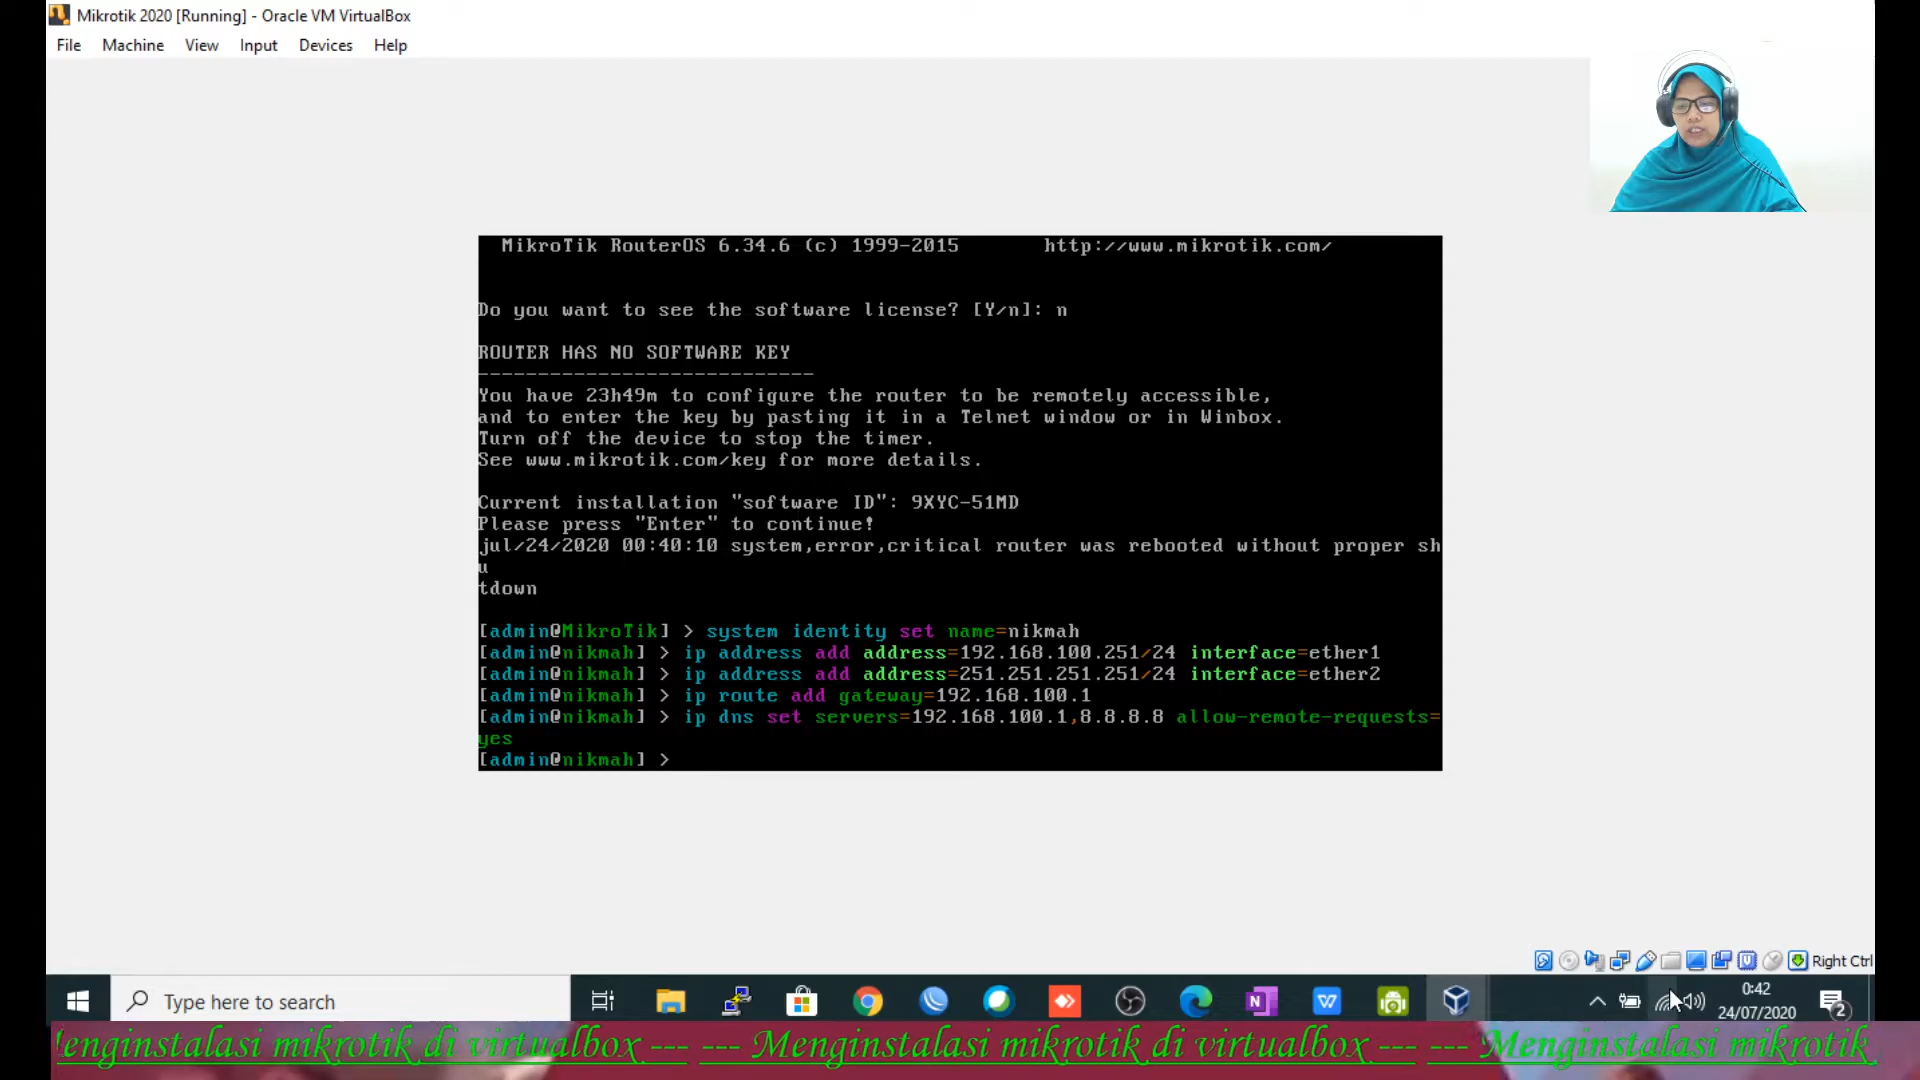 Mikrotik 2020 [Running] - Oracle VM VirtualBox
File Machine View Input Devices Help
MikroTik RouterOS 6.34.6 (c) 1999-2015 http://www.mikrotik.com/
Do you want to see the software license? [Y/n]: n
ROUTER HAS NO SOFTWARE KEY
----------------------------
You have 23h49m to configure the router to be remotely accessible,
and to enter the key by pasting it in a Telnet window or in Winbox.
Turn off the device to stop the timer.
See www.mikrotik.com/key for more details.
Current installation "software ID": 9XYC-51MD
Please press "Enter" to continue!
jul/24/2020 00:40:10 system,error,critical router was rebooted without proper sh
u
tdown
[admin@MikroTik] > system identity set name=nikmah
[admin@nikmah] > ip address add address=192.168.100.251/24 interface=ether1
[admin@nikmah] > ip address add address=251.251.251.251/24 interface=ether2
[admin@nikmah] > ip route add gateway=192.168.100.1
[admin@nikmah] > ip dns set servers=192.168.100.1,8.8.8.8 allow-remote-requests=
yes
[admin@nikmah] >
Right Ctrl
Type here to search
0:42
24/07/2020
2
enginstalasi mikrotik di virtualbox --- --- Menginstalasi mikrotik di virtualbox --- --- Menginstalasi mikrotik